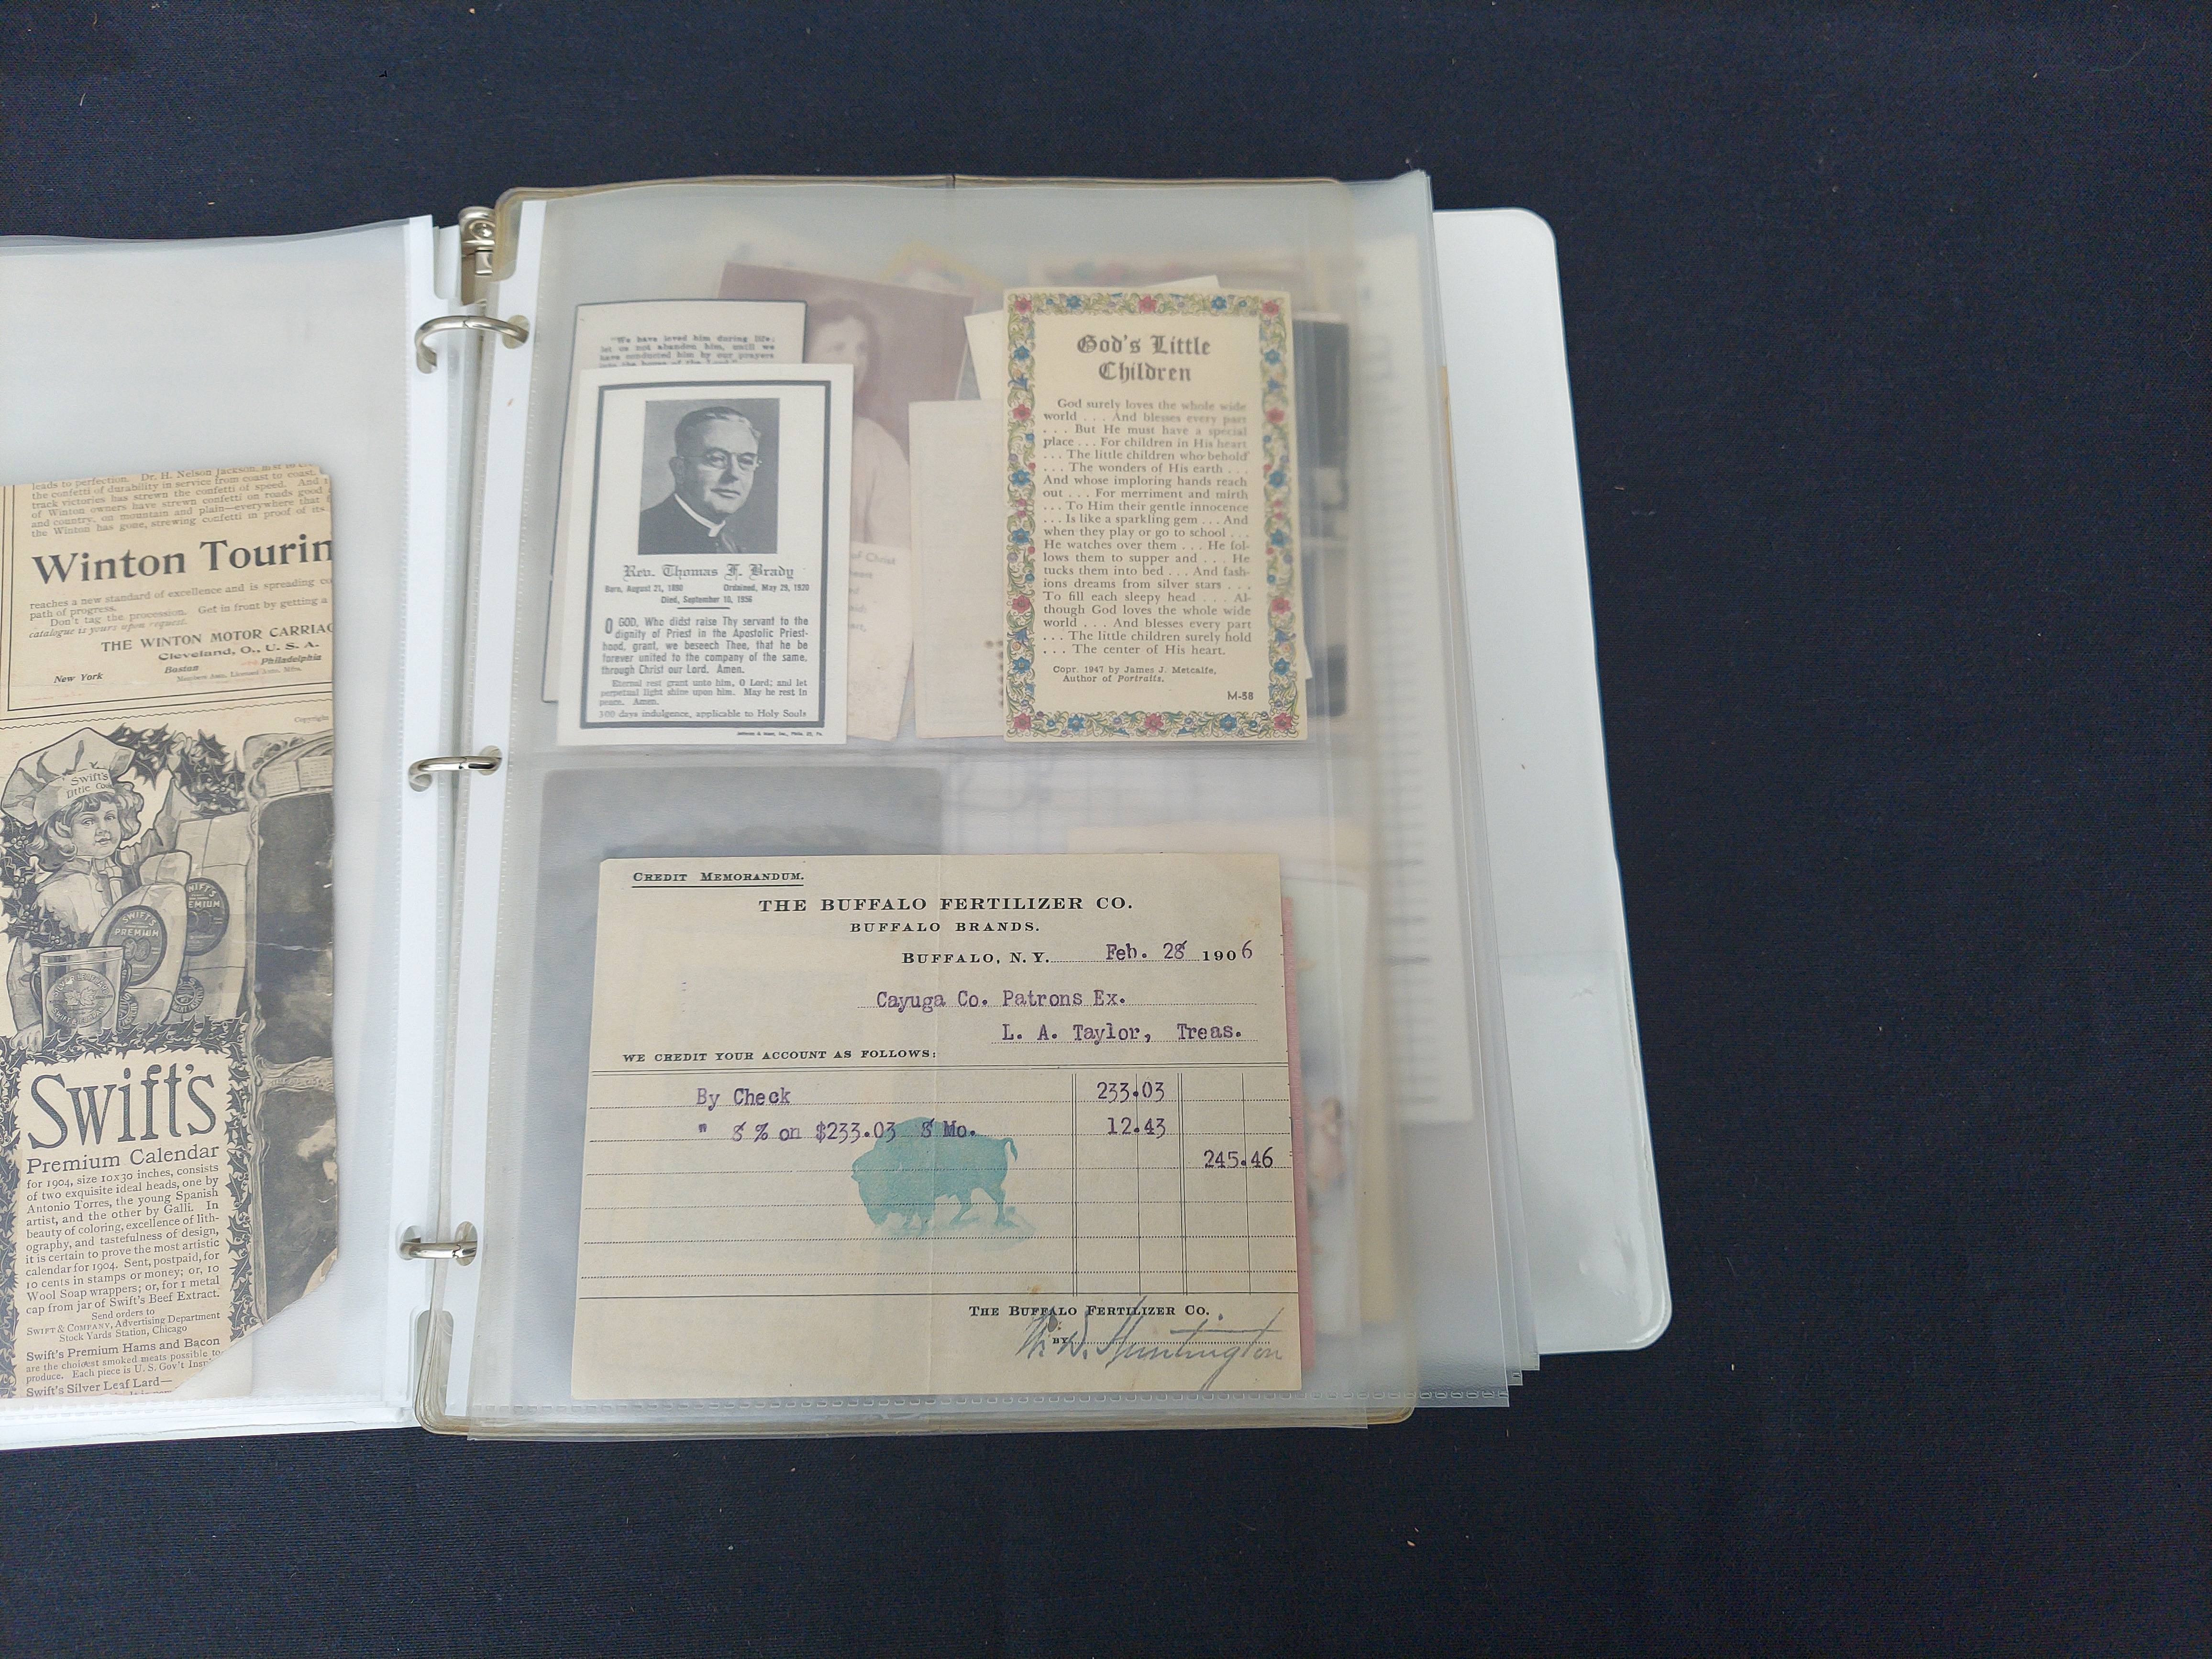 leads to perfection. Dr. H. Nelson Jackson,
the confetti of durability in service from coast to coast.
track victories has strewn the confetti of speed. And
of Winton owners have strewn confetti on roads good
and country, on mountain and plain—everywhere that
the Winton has gone, strewing confetti in proof of its
Winton Tourin
reaches a new standard of excellence and is spreading
path of progress.
Don't tag the procession. Get in front by getting a
catalogue is yours upon request.
THE WINTON MOTOR CARRIAG
Cleveland, O., U. S. A.
New York Boston Philadelphia
Copyright
Swift's
Little Co
SWIFT'S
PREMIUM
WIFT'S
EMIUM
Swift's
Premium Calendar
for 1904, size 10x30 inches, consists
of two exquisite ideal heads, one by
Antonio Torres, the young Spanish
artist, and the other by Galli. In
beauty of coloring, excellence of lith-
ography, and tastefulness of design,
it is certain to prove the most artistic
calendar for 1904. Sent, postpaid, for
10 cents in stamps or money; or, 10
Wool Soap wrappers; or, for 1 metal
cap from jar of Swift's Beef Extract.
Send orders to
SWIFT & COMPANY, Advertising Department
Stock Yards Station, Chicago
Swift's Premium Hams and Bacon
are the choicest smoked meats possible to
produce. Each piece is U. S. Gov't Insp
Swift's Silver Leaf Lard—
"We have loved him during life;
let us not abandon him, until we
have conducted him by our prayers
into the house of the Lord."
Rev. Thomas F. Brady
Born, August 21, 1890 Ordained, May 29, 1920
Died, September 10, 1956
O GOD, Who didst raise Thy servant to the
dignity of Priest in the Apostolic Priest-
hood, grant, we beseech Thee, that he be
forever united to the company of the same,
through Christ our Lord. Amen.
Eternal rest grant unto him, O Lord; and let
perpetual light shine upon him. May he rest in
peace. Amen.
300 days indulgence, applicable to Holy Souls
of Christ
God's Little
Children
God surely loves the whole wide
world . . . And blesses every part
. . . But He must have a special
place . . . For children in His heart
. . . The little children who behold
. . . The wonders of His earth . . .
And whose imploring hands reach
out . . . For merriment and mirth
. . . To Him their gentle innocence
. . . Is like a sparkling gem . . . And
when they play or go to school . . .
He watches over them . . . He fol-
lows them to supper and . . . He
tucks them into bed . . . And fash-
ions dreams from silver stars . . .
To fill each sleepy head . . . Al-
though God loves the whole wide
world . . . And blesses every part
. . . The little children surely hold
. . . The center of His heart.
Copr. 1947 by James J. Metcalfe,
Author of Portraits.
M-58
CREDIT MEMORANDUM.
THE BUFFALO FERTILIZER CO.
BUFFALO BRANDS.
BUFFALO, N. Y. Feb. 28 1906
Cayuga Co. Patrons Ex.
L. A. Taylor, Treas.
WE CREDIT YOUR ACCOUNT AS FOLLOWS:
By Check 233.03
" 8 % on $233.03 8 Mo. 12.43
245.46
THE BUFFALO FERTILIZER CO.
BY Huntington